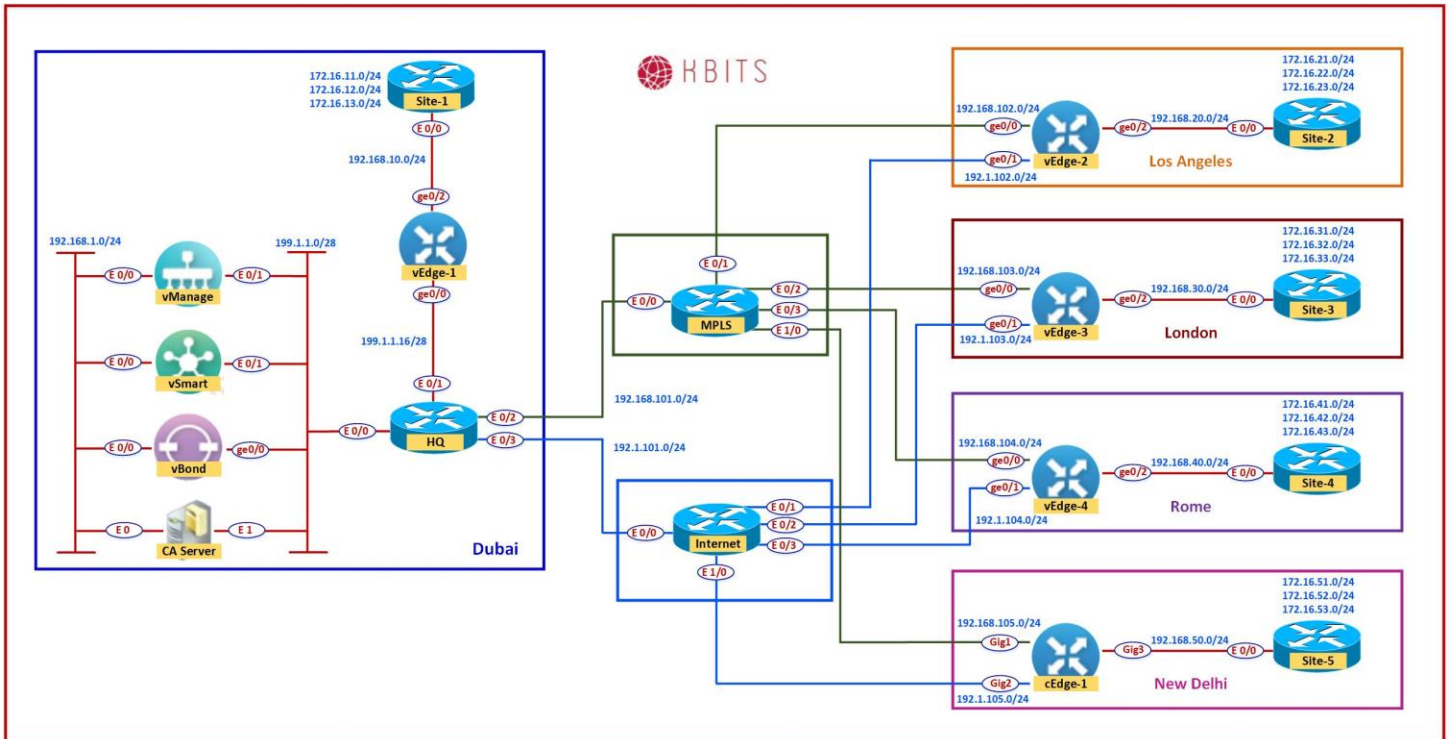 KBITS
172.16.11.0/24
172.16.12.0/24
172.16.13.0/24
Site-1
E 0/0
192.168.10.0/24
ge0/2
vEdge-1
ge0/0
199.1.1.16/28
E 0/1
HQ
E 0/0
E 0/2
E 0/3
192.168.1.0/24
199.1.1.0/28
E 0/0
vManage
E 0/1
E 0/0
vSmart
E 0/1
E 0/0
vBond
ge0/0
E 0
CA Server
E 1
Dubai
192.168.101.0/24
192.1.101.0/24
E 0/1
E 0/0
MPLS
E 0/2
E 0/3
E 1/0
E 0/0
Internet
E 0/1
E 0/2
E 0/3
E 1/0
192.168.102.0/24
ge0/0
ge0/1
192.1.102.0/24
vEdge-2
ge0/2
192.168.20.0/24
E 0/0
172.16.21.0/24
172.16.22.0/24
172.16.23.0/24
Site-2
Los Angeles
192.168.103.0/24
ge0/0
ge0/1
192.1.103.0/24
vEdge-3
ge0/2
192.168.30.0/24
E 0/0
172.16.31.0/24
172.16.32.0/24
172.16.33.0/24
Site-3
London
192.168.104.0/24
ge0/0
ge0/1
192.1.104.0/24
vEdge-4
ge0/2
192.168.40.0/24
E 0/0
172.16.41.0/24
172.16.42.0/24
172.16.43.0/24
Site-4
Rome
192.168.105.0/24
Gig1
Gig2
192.1.105.0/24
cEdge-1
Gig3
192.168.50.0/24
E 0/0
172.16.51.0/24
172.16.52.0/24
172.16.53.0/24
Site-5
New Delhi